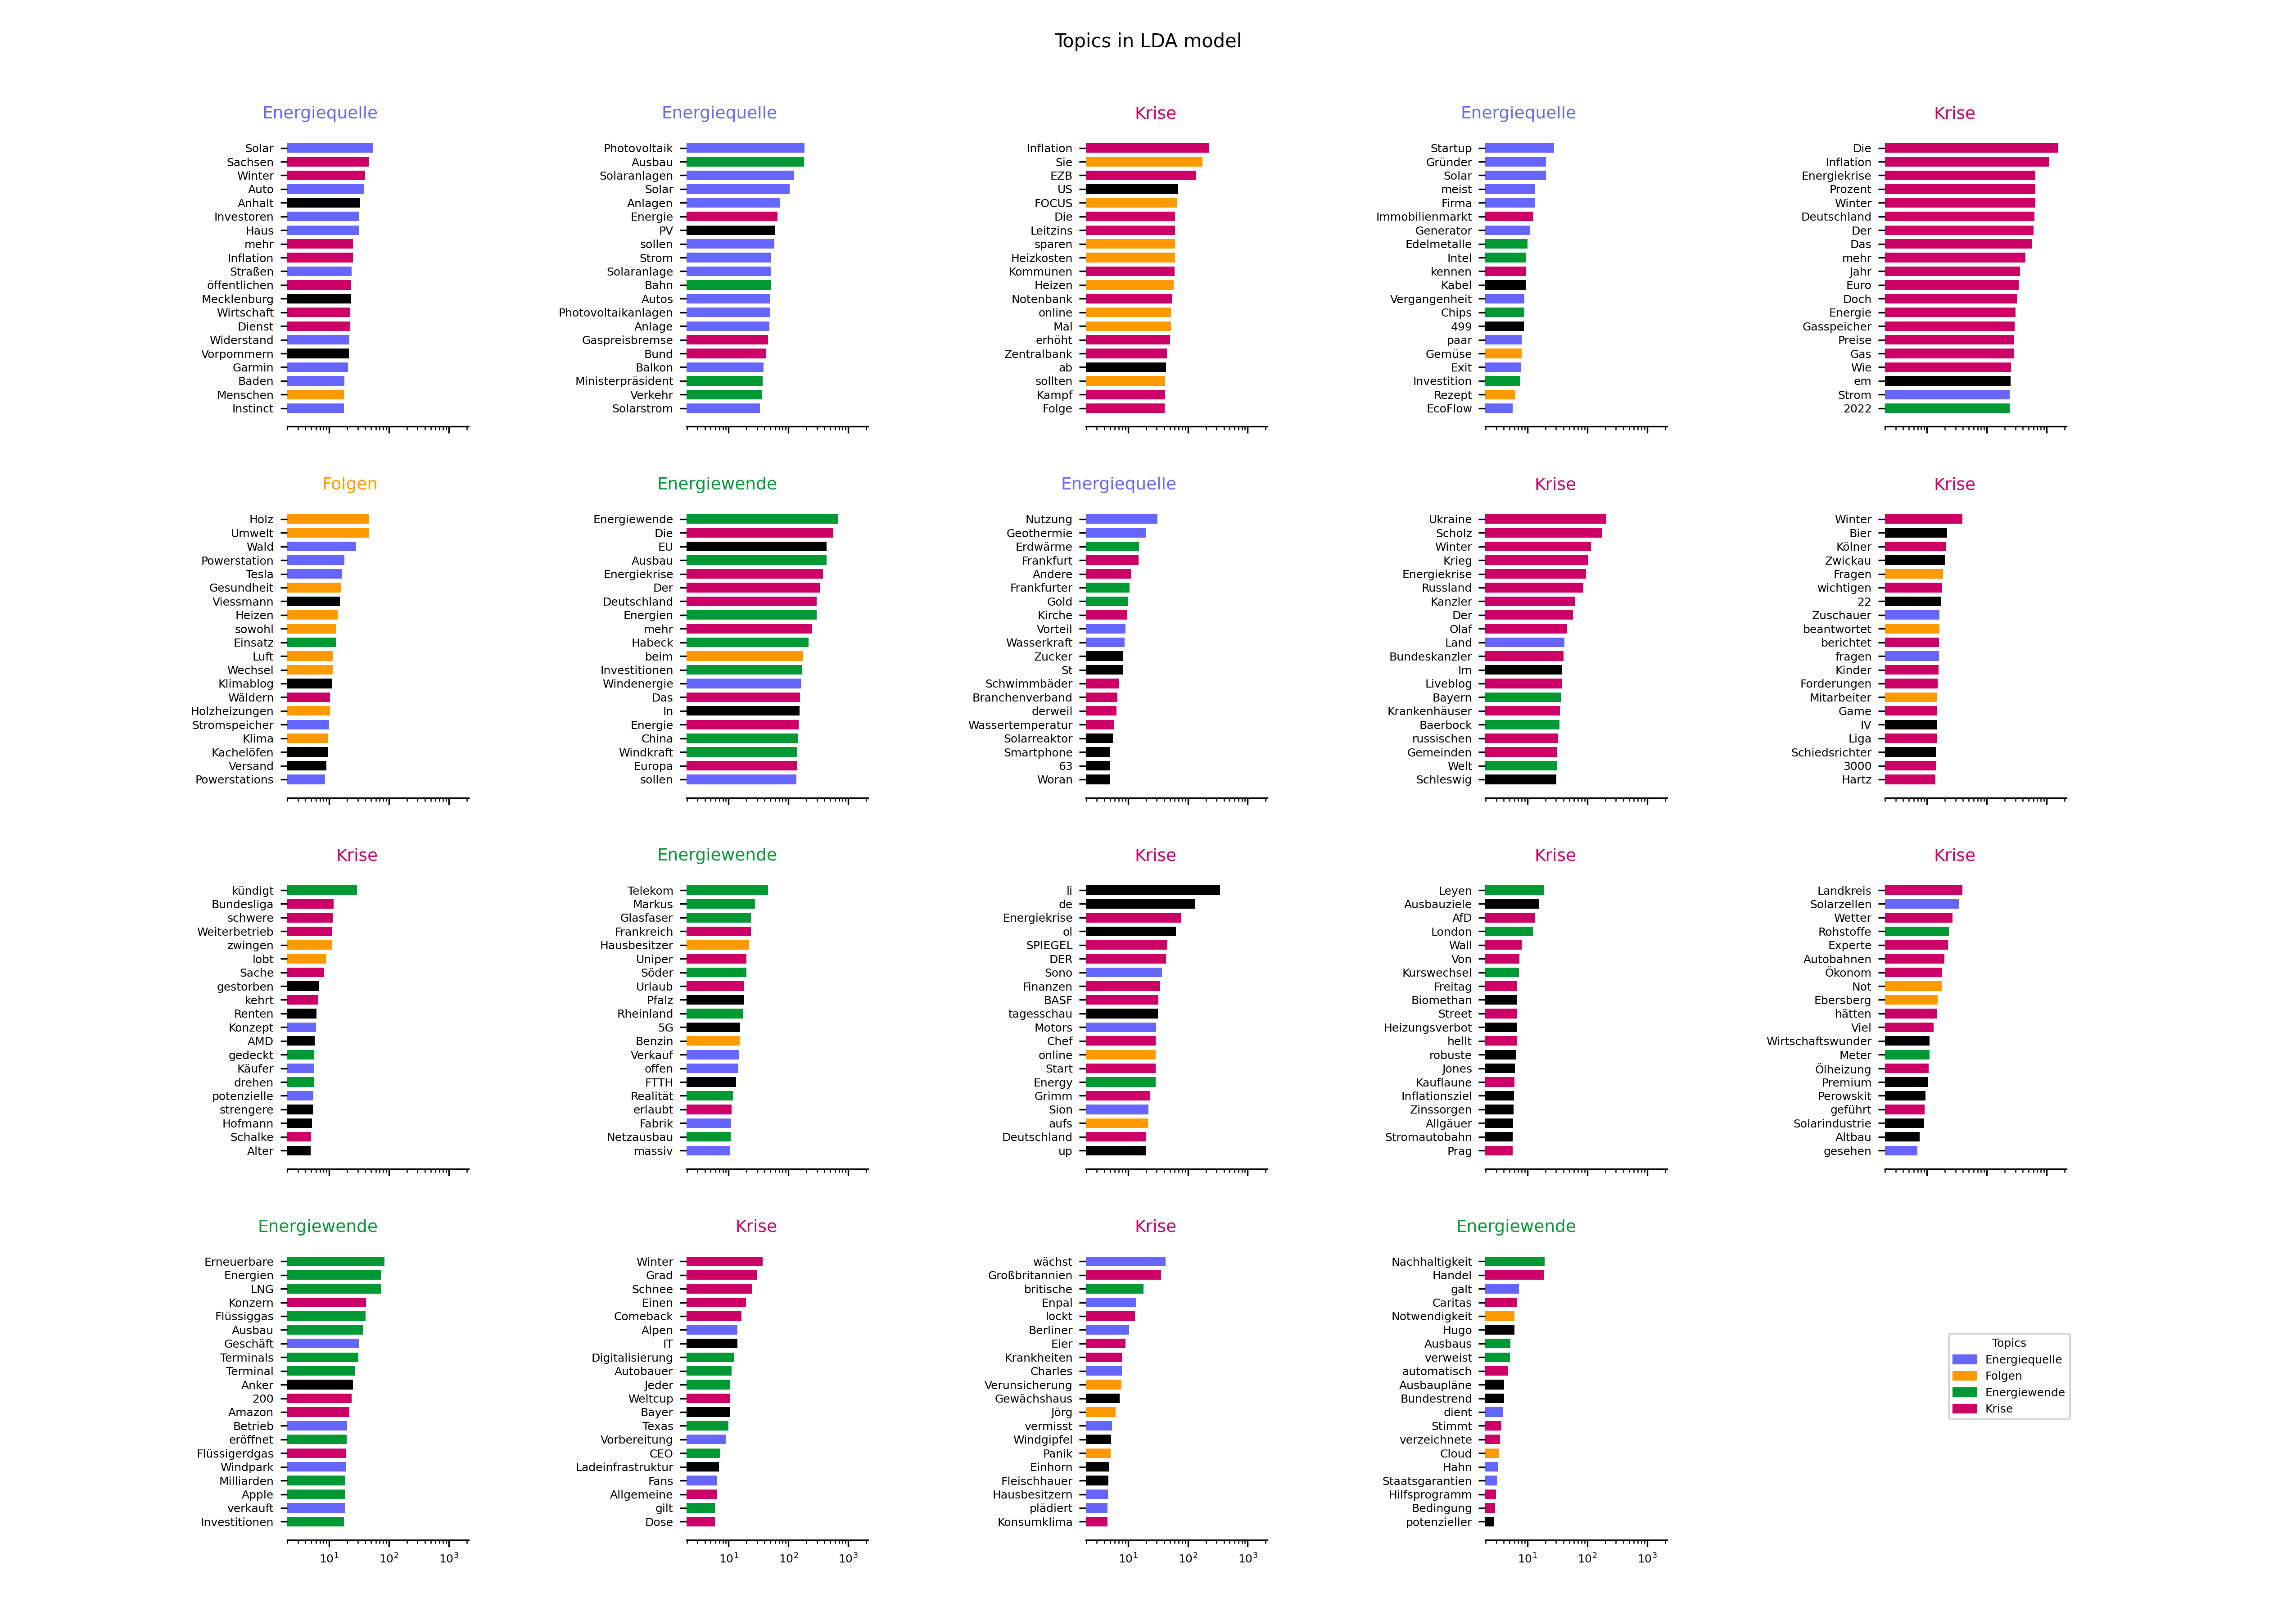 Topics in LDA model
Energiequelle
Solar
Sachsen
Winter
Auto
Anhalt
Investoren
Haus
mehr
Inflation
Straßen
öffentlichen
Mecklenburg
Wirtschaft
Dienst
Widerstand
Vorpommern
Garmin
Baden
Menschen
Instinct
Energiequelle
Photovoltaik
Ausbau
Solaranlagen
Solar
Anlagen
Energie
PV
sollen
Strom
Solaranlage
Bahn
Autos
Photovoltaikanlagen
Anlage
Gaspreisbremse
Bund
Balkon
Ministerpräsident
Verkehr
Solarstrom
Krise
Inflation
Sie
EZB
US
FOCUS
Die
Leitzins
sparen
Heizkosten
Kommunen
Heizen
Notenbank
online
Mal
erhöht
Zentralbank
ab
sollten
Kampf
Folge
Energiequelle
Startup
Gründer
Solar
meist
Firma
Immobilienmarkt
Generator
Edelmetalle
Intel
kennen
Kabel
Vergangenheit
Chips
499
paar
Gemüse
Exit
Investition
Rezept
EcoFlow
Krise
Die
Inflation
Energiekrise
Prozent
Winter
Deutschland
Der
Das
mehr
Jahr
Euro
Doch
Energie
Gasspeicher
Preise
Gas
Wie
em
Strom
2022
Folgen
Holz
Umwelt
Wald
Powerstation
Tesla
Gesundheit
Viessmann
Heizen
sowohl
Einsatz
Luft
Wechsel
Klimablog
Wäldern
Holzheizungen
Stromspeicher
Klima
Kachelöfen
Versand
Powerstations
Energiewende
Energiewende
Die
EU
Ausbau
Energiekrise
Der
Deutschland
Energien
mehr
Habeck
beim
Investitionen
Windenergie
Das
In
Energie
China
Windkraft
Europa
sollen
Energiequelle
Nutzung
Geothermie
Erdwärme
Frankfurt
Andere
Frankfurter
Gold
Kirche
Vorteil
Wasserkraft
Zucker
St
Schwimmbäder
Branchenverband
derweil
Wassertemperatur
Solarreaktor
Smartphone
63
Woran
Krise
Ukraine
Scholz
Winter
Krieg
Energiekrise
Russland
Kanzler
Der
Olaf
Land
Bundeskanzler
Im
Liveblog
Bayern
Krankenhäuser
Baerbock
russischen
Gemeinden
Welt
Schleswig
Krise
Winter
Bier
Kölner
Zwickau
Fragen
wichtigen
22
Zuschauer
beantwortet
berichtet
fragen
Kinder
Forderungen
Mitarbeiter
Game
IV
Liga
Schiedsrichter
3000
Hartz
Krise
kündigt
Bundesliga
schwere
Weiterbetrieb
zwingen
lobt
Sache
gestorben
kehrt
Renten
Konzept
AMD
gedeckt
Käufer
drehen
potenzielle
strengere
Hofmann
Schalke
Alter
Energiewende
Telekom
Markus
Glasfaser
Frankreich
Hausbesitzer
Uniper
Söder
Urlaub
Pfalz
Rheinland
5G
Benzin
Verkauf
offen
FTTH
Realität
erlaubt
Fabrik
Netzausbau
massiv
Krise
li
de
Energiekrise
ol
SPIEGEL
DER
Sono
Finanzen
BASF
tagesschau
Motors
Chef
online
Start
Energy
Grimm
Sion
aufs
Deutschland
up
Krise
Leyen
Ausbauziele
AfD
London
Wall
Von
Kurswechsel
Freitag
Biomethan
Street
Heizungsverbot
hellt
robuste
Jones
Kauflaune
Inflationsziel
Zinssorgen
Allgäuer
Stromautobahn
Prag
Krise
Landkreis
Solarzellen
Wetter
Rohstoffe
Experte
Autobahnen
Ökonom
Not
Ebersberg
hätten
Viel
Wirtschaftswunder
Meter
Ölheizung
Premium
Perowskit
geführt
Solarindustrie
Altbau
gesehen
Energiewende
Erneuerbare
Energien
LNG
Konzern
Flüssiggas
Ausbau
Geschäft
Terminals
Terminal
Anker
200
Amazon
Betrieb
eröffnet
Flüssigerdgas
Windpark
Milliarden
Apple
verkauft
Investitionen
10¹ 10² 10³
Krise
Winter
Grad
Schnee
Einen
Comeback
Alpen
IT
Digitalisierung
Autobauer
Jeder
Weltcup
Bayer
Texas
Vorbereitung
CEO
Ladeinfrastruktur
Fans
Allgemeine
gilt
Dose
10¹ 10² 10³
Krise
wächst
Großbritannien
britische
Enpal
lockt
Berliner
Eier
Krankheiten
Charles
Verunsicherung
Gewächshaus
Jörg
vermisst
Windgipfel
Panik
Einhorn
Fleischhauer
Hausbesitzern
plädiert
Konsumklima
10¹ 10² 10³
Energiewende
Nachhaltigkeit
Handel
galt
Caritas
Notwendigkeit
Hugo
Ausbaus
verweist
automatisch
Ausbaupläne
Bundestrend
dient
Stimmt
verzeichnete
Cloud
Hahn
Staatsgarantien
Hilfsprogramm
Bedingung
potenzieller
10¹ 10² 10³
Topics
Energiequelle
Folgen
Energiewende
Krise